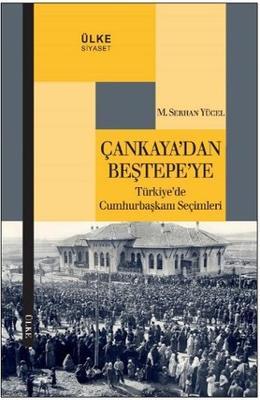 ÜLKE
SİYASET
M. SERHAN YÜCEL
ÇANKAYA'DAN
BEŞTEPE'YE
Türkiye'de
Cumhurbaşkanı Seçimleri
ÜLKE